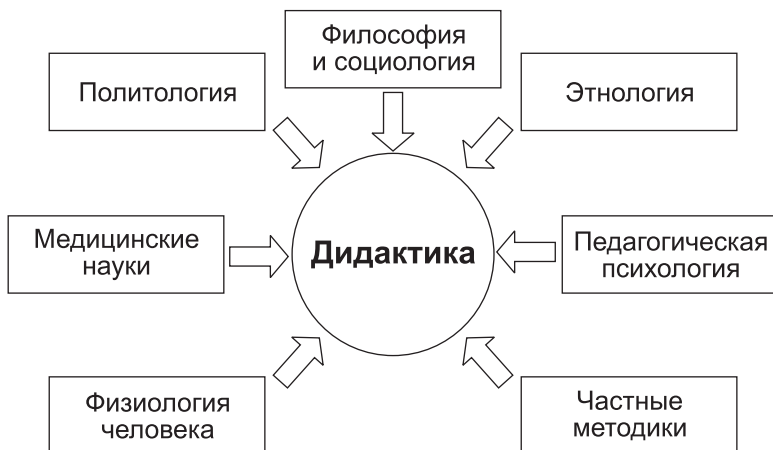 Философия
и социология
Политология
Этнология
Медицинские
науки
Дидактика
Педагогическая
психология
Физиология
человека
Частные
методики